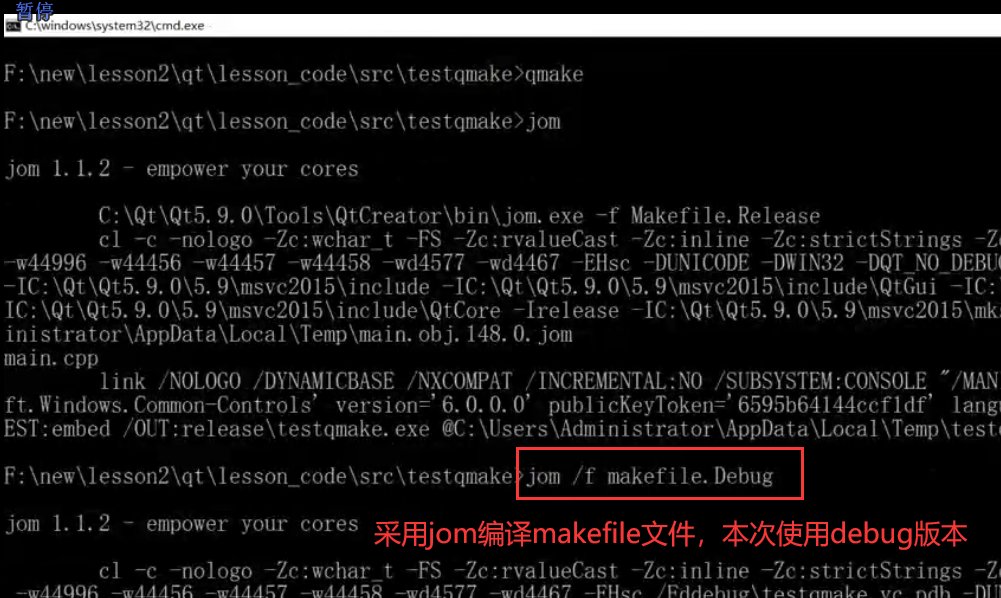 暂停
C:\windows\system32\cmd.exe
F:\new\lesson2\qt\lesson_code\src\testqmake>qmake
F:\new\lesson2\qt\lesson_code\src\testqmake>jom
jom 1.1.2 - empower your cores
C:\Qt\Qt5.9.0\Tools\QtCreator\bin\jom.exe -f Makefile.Release
cl -c -nologo -Zc:wchar_t -FS -Zc:rvalueCast -Zc:inline -Zc:strictStrings -Z
-w44996 -w44456 -w44457 -w44458 -wd4577 -wd4467 -EHsc -DUNICODE -DWIN32 -DQT_NO_DEBU
-IC:\Qt\Qt5.9.0\5.9\msvc2015\include -IC:\Qt\Qt5.9.0\5.9\msvc2015\include\QtGui -IC:
IC:\Qt\Qt5.9.0\5.9\msvc2015\include\QtCore -Irelease -IC:\Qt\Qt5.9.0\5.9\msvc2015\mk
inistrator\AppData\Local\Temp\main.obj.148.0.jom
main.cpp
link /NOLOGO /DYNAMICBASE /NXCOMPAT /INCREMENTAL:NO /SUBSYSTEM:CONSOLE "/MAN
ft.Windows.Common-Controls' version='6.0.0.0' publicKeyToken='6595b64144ccf1df' lang
EST:embed /OUT:release\testqmake.exe @C:\Users\Administrator\AppData\Local\Temp\test
F:\new\lesson2\qt\lesson_code\src\testqmake>jom /f makefile.Debug
jom 1.1.2 - empower your cores
采用jom编译makefile文件，本次使用debug版本
cl -c -nologo -Zc:wchar_t -FS -Zc:rvalueCast -Zc:inline -Zc:strictStrings -Z
-w44996 -w44456 -w44457 -w44458 -wd4577 -wd4467 -EHsc /Fddebug\testqmake.vc.pdb -DU